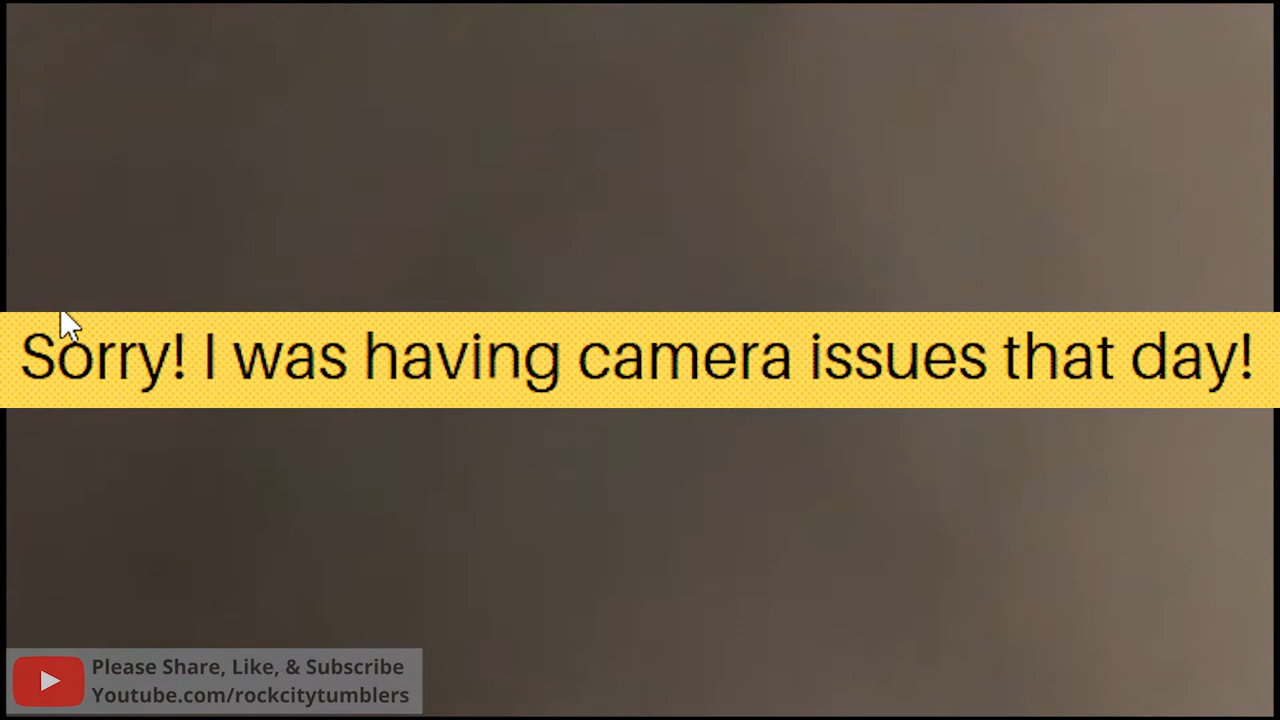 Sorry! I was having camera issues that day!
Please Share, Like, & Subscribe
Youtube.com/rockcitytumblers